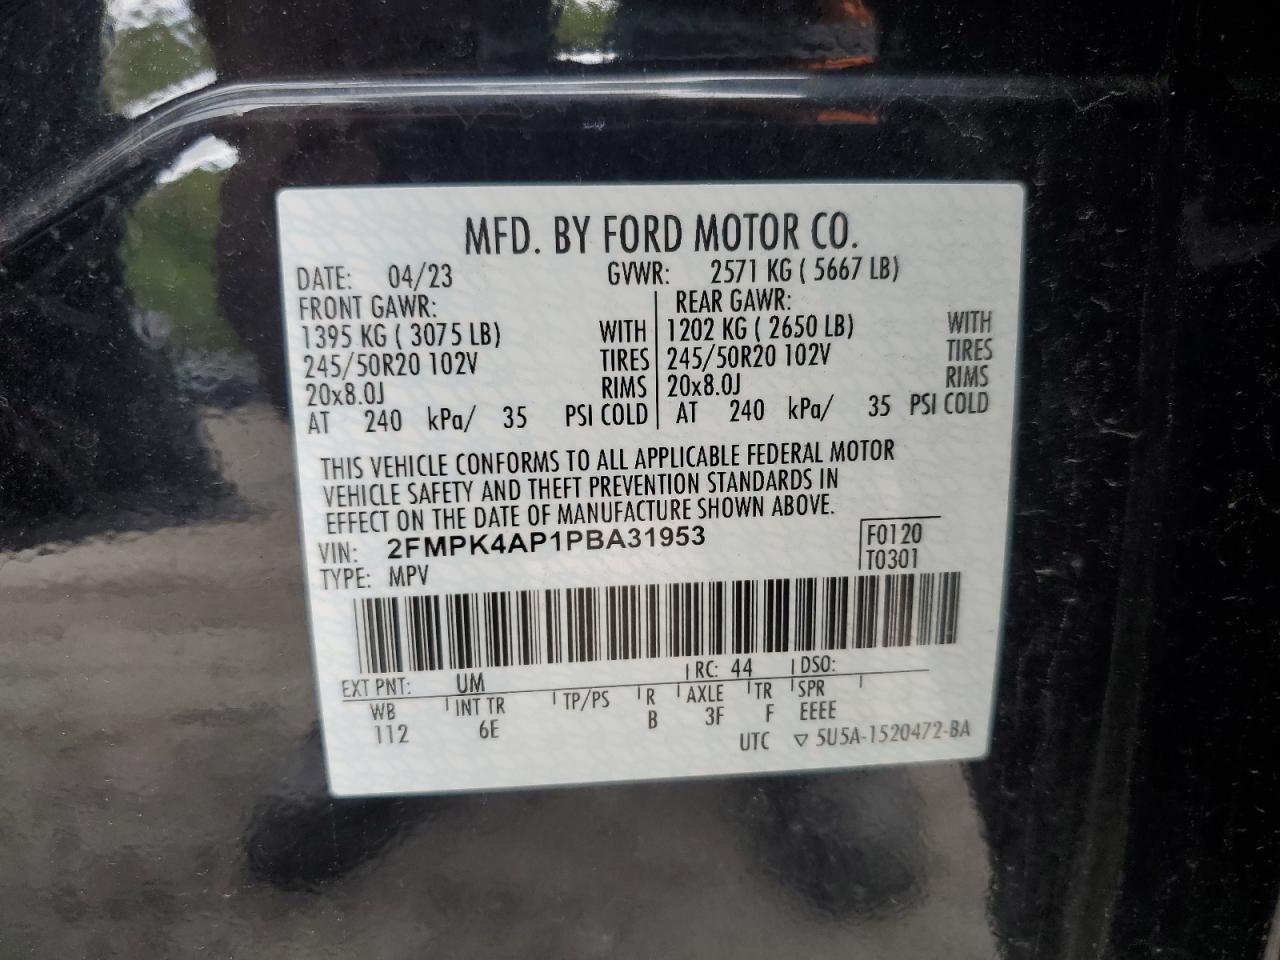 MFD. BY FORD MOTOR CO.
DATE: 04/23 GVWR: 2571 KG ( 5667 LB)
FRONT GAWR: REAR GAWR:
1395 KG ( 3075 LB) WITH 1202 KG ( 2650 LB) WITH
245/50R20 102V TIRES 245/50R20 102V TIRES
20x8.0J RIMS 20x8.0J RIMS
AT 240 kPa/ 35 PSI COLD AT 240 kPa/ 35 PSI COLD
THIS VEHICLE CONFORMS TO ALL APPLICABLE FEDERAL MOTOR
VEHICLE SAFETY AND THEFT PREVENTION STANDARDS IN
EFFECT ON THE DATE OF MANUFACTURE SHOWN ABOVE.
VIN: 2FMPK4AP1PBA31953 F0120
TYPE: MPV T0301
EXT PNT: UM RC: 44 DSO:
WB INT TR TP/PS R AXLE TR SPR
112 6E B 3F F EEEE
UTC ▽ 5U5A-1520472-BA